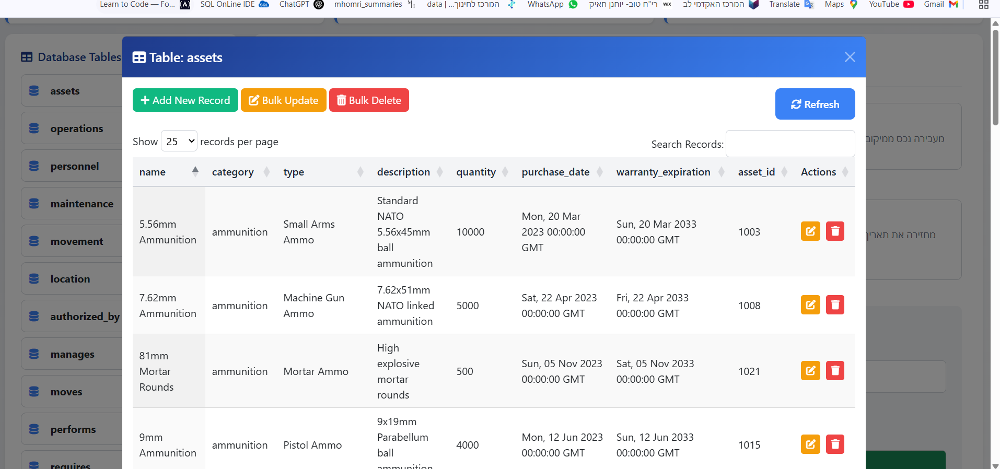 Learn to Code — Fo...
SQL OnLine IDE
ChatGPT
mhomri_summaries
data | ...המרכז לחינוך
WhatsApp
רי"ח טוב- יוחנן חאיק
WIX
המרכז האקדמי לב
Translate
Maps
YouTube
Gmail
Database Tables
assets
operations
personnel
maintenance
movement
location
authorized_by
manages
moves
performs
requires
Table: assets
Add New Record
Bulk Update
Bulk Delete
Refresh
Show 25 records per page
Search Records:
name category type description quantity purchase_date warranty_expiration asset_id Actions
5.56mm
Ammunition
ammunition
Small Arms
Ammo
Standard
NATO
5.56x45mm
ball
ammunition
10000
Mon, 20 Mar
2023 00:00:00
GMT
Sun, 20 Mar 2033
00:00:00 GMT
1003
7.62mm
Ammunition
ammunition
Machine Gun
Ammo
7.62x51mm
NATO linked
ammunition
5000
Sat, 22 Apr 2023
00:00:00 GMT
Fri, 22 Apr 2033
00:00:00 GMT
1008
81mm
Mortar
Rounds
ammunition
Mortar Ammo
High
explosive
mortar
rounds
500
Sun, 05 Nov 2023
00:00:00 GMT
Sat, 05 Nov 2033
00:00:00 GMT
1021
9mm
Ammunition
ammunition
Pistol Ammo
9x19mm
Parabellum
ball
ammunition
4000
Mon, 12 Jun 2023
00:00:00 GMT
Sun, 12 Jun 2033
00:00:00 GMT
1015
מעבירה נכס ממיקום
מחזירה את תאריך